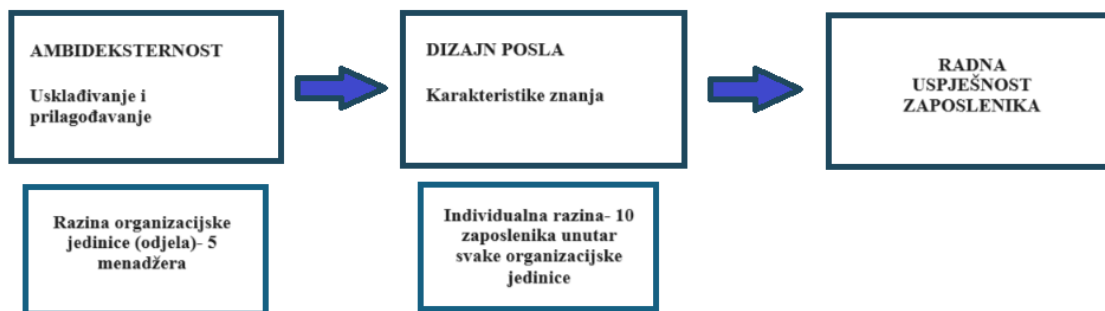 AMBIDEKSTERNOST
Usklađivanje i
prilagođavanje
DIZAJN POSLA
Karakteristike znanja
RADNA
USPJEŠNOST
ZAPOSLENIKA
Razina organizacijske
jedinice (odjela)- 5
menadžera
Individualna razina- 10
zaposlenika unutar
svake organizacijske
jedinice